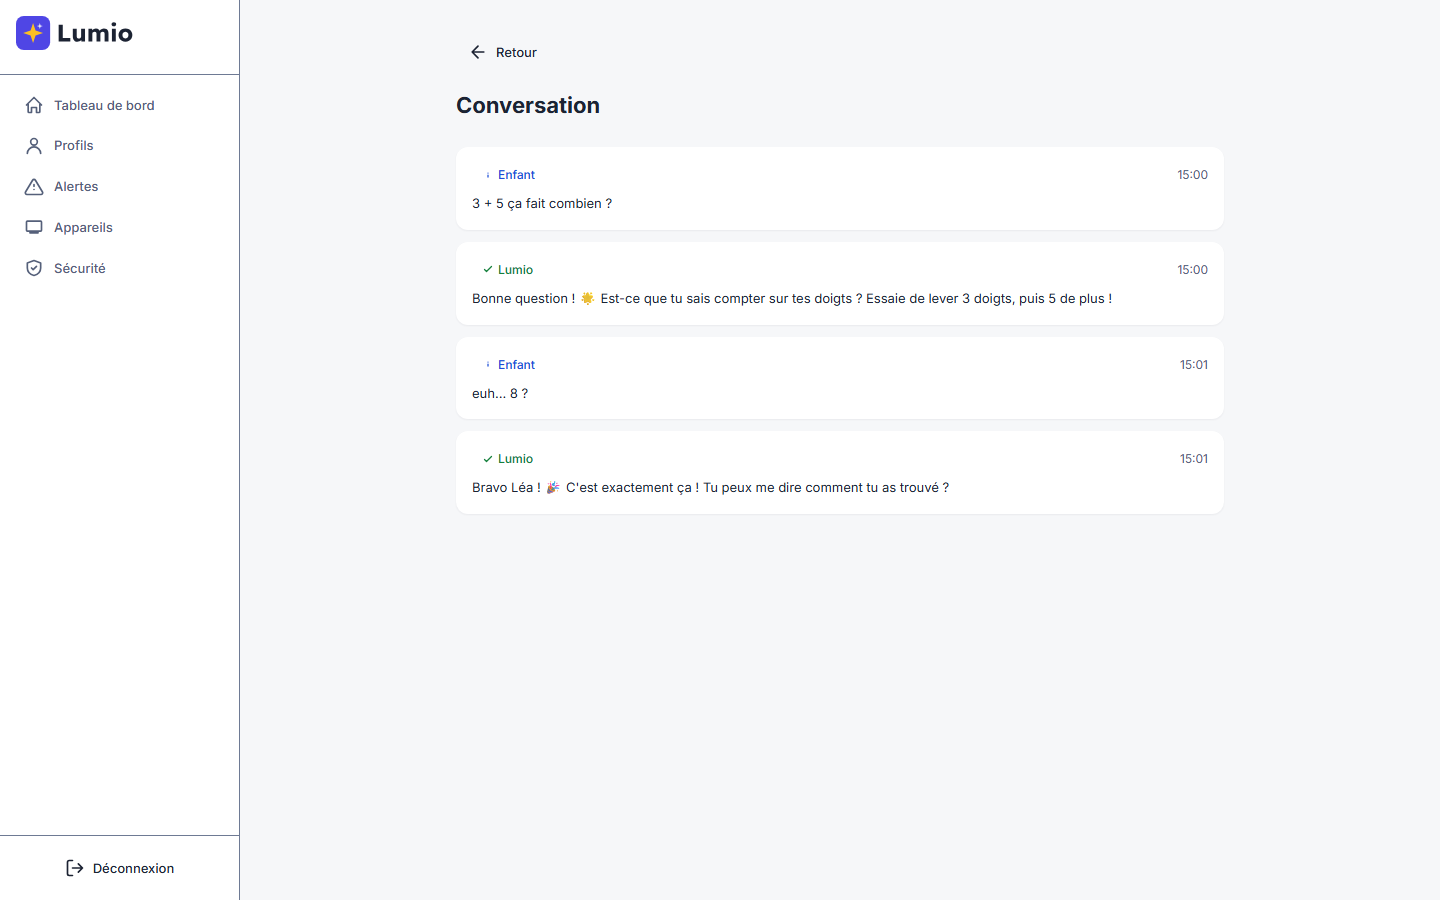 Lumio
Tableau de bord
Profils
Alertes
Appareils
Sécurité
Déconnexion
Retour
Conversation
Enfant 15:00
3 + 5 ça fait combien ?
Lumio 15:00
Bonne question ! ☀️ Est-ce que tu sais compter sur tes doigts ? Essaie de lever 3 doigts, puis 5 de plus !
Enfant 15:01
euh... 8 ?
Lumio 15:01
Bravo Léa ! 🎉 C'est exactement ça ! Tu peux me dire comment tu as trouvé ?